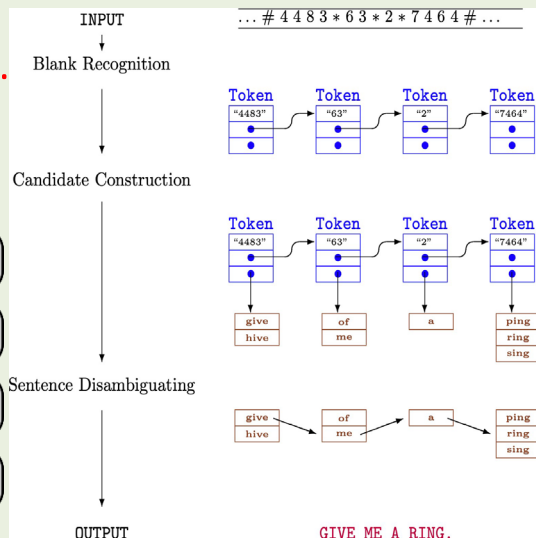 INPUT
... # 4 4 8 3 * 6 3 * 2 * 7 4 6 4 # ...
Blank Recognition
Token Token Token Token
“4483” “63” “2” “7464”
Candidate Construction
Token Token Token Token
“4483” “63” “2” “7464”
give of a ping
hive me ring
sing
Sentence Disambiguating
give of a ping
hive me ring
sing
OUTPUT GIVE ME A RING.